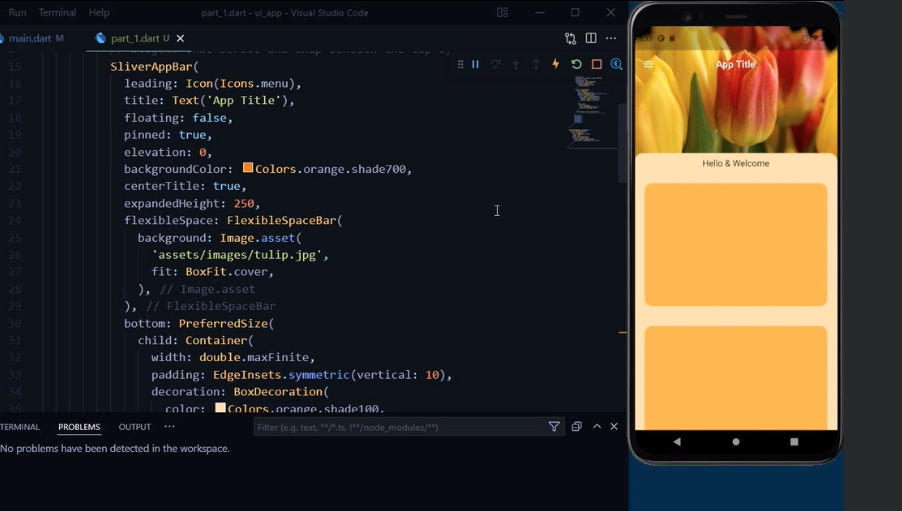 Run Terminal Help part_1.dart - ui_app - Visual Studio Code
main.dart M part_1.dart U
15 SliverAppBar(
16 leading: Icon(Icons.menu),
17 title: Text('App Title'),
18 floating: false,
19 pinned: true,
20 elevation: 0,
21 backgroundColor: Colors.orange.shade700,
22 centerTitle: true,
23 expandedHeight: 250,
24 flexibleSpace: FlexibleSpaceBar(
25 background: Image.asset(
26 'assets/images/tulip.jpg',
27 fit: BoxFit.cover,
28 ), // Image.asset
29 ), // FlexibleSpaceBar
30 bottom: PreferredSize(
31 child: Container(
32 width: double.maxFinite,
33 padding: EdgeInsets.symmetric(vertical: 10),
34 decoration: BoxDecoration(
35 color: Colors.orange.shade100,
TERMINAL PROBLEMS OUTPUT
Filter (e.g. text, **/*.ts, !**/node_modules/**)
No problems have been detected in the workspace.
App Title
Hello & Welcome